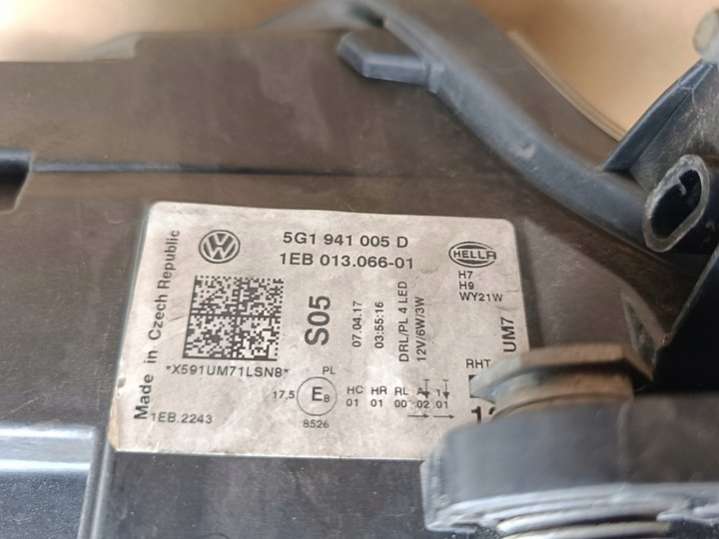 5G1 941 005 D
1EB 013.066-01
HELLA
H7
H9
WY21W
Made in Czech Republic
*X591UM71LSN8*
1EB.2243
S05
07.04.17
03:55:16
DRL/PL 4 LED
12V/6W/3W
UM7
RHT
PL
17,5 E8
8526
HC HR RL A 1
01 01 00 02 01